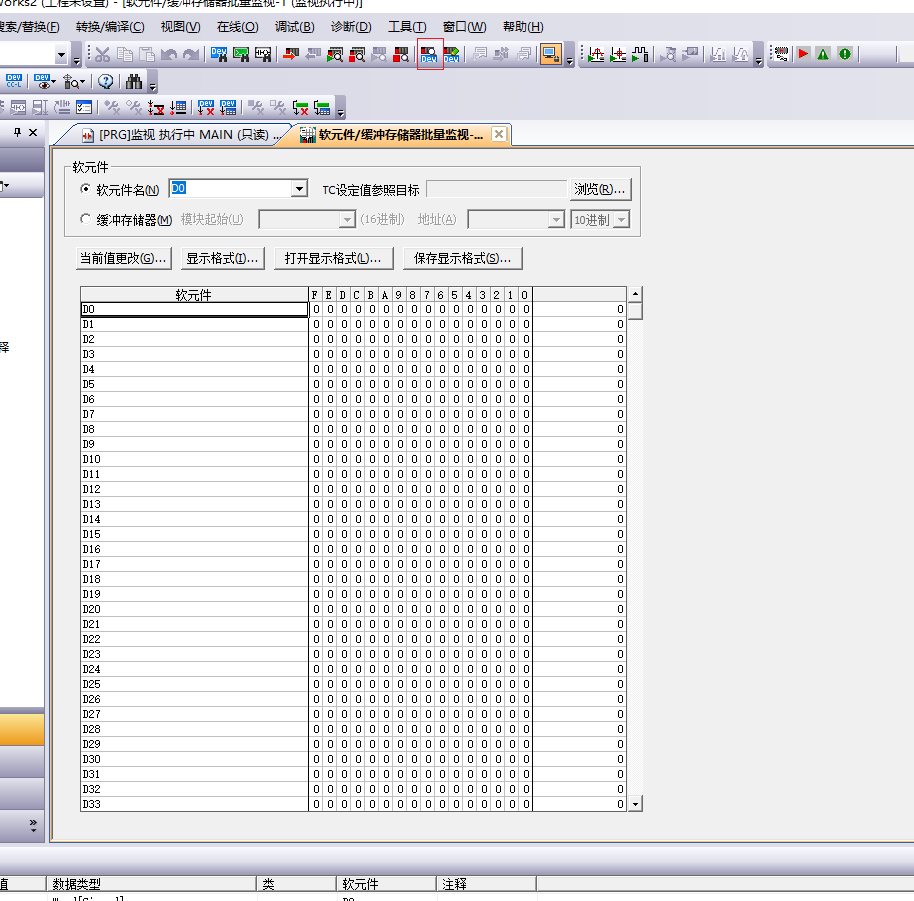 Works2 (工程未设置) - [软元件/缓冲存储器批量监视-1 (监视执行中)]
搜索/替换(F) 转换/编译(C) 视图(V) 在线(O) 调试(B) 诊断(D) 工具(T) 窗口(W) 帮助(H)
[PRG]监视 执行中 MAIN (只读) ... 软元件/缓冲存储器批量监视-...
软元件
软元件名(N) D0 TC设定值参照目标 浏览(R)...
缓冲存储器(M) 模块起始(U) (16进制) 地址(A) 10进制
当前值更改(G)... 显示格式(I)... 打开显示格式(L)... 保存显示格式(S)...
软元件 F E D C B A 9 8 7 6 5 4 3 2 1 0
D0 0 0 0 0 0 0 0 0 0 0 0 0 0 0 0 0 0
D1 0 0 0 0 0 0 0 0 0 0 0 0 0 0 0 0 0
D2 0 0 0 0 0 0 0 0 0 0 0 0 0 0 0 0 0
D3 0 0 0 0 0 0 0 0 0 0 0 0 0 0 0 0 0
D4 0 0 0 0 0 0 0 0 0 0 0 0 0 0 0 0 0
D5 0 0 0 0 0 0 0 0 0 0 0 0 0 0 0 0 0
D6 0 0 0 0 0 0 0 0 0 0 0 0 0 0 0 0 0
D7 0 0 0 0 0 0 0 0 0 0 0 0 0 0 0 0 0
D8 0 0 0 0 0 0 0 0 0 0 0 0 0 0 0 0 0
D9 0 0 0 0 0 0 0 0 0 0 0 0 0 0 0 0 0
D10 0 0 0 0 0 0 0 0 0 0 0 0 0 0 0 0 0
D11 0 0 0 0 0 0 0 0 0 0 0 0 0 0 0 0 0
D12 0 0 0 0 0 0 0 0 0 0 0 0 0 0 0 0 0
D13 0 0 0 0 0 0 0 0 0 0 0 0 0 0 0 0 0
D14 0 0 0 0 0 0 0 0 0 0 0 0 0 0 0 0 0
D15 0 0 0 0 0 0 0 0 0 0 0 0 0 0 0 0 0
D16 0 0 0 0 0 0 0 0 0 0 0 0 0 0 0 0 0
D17 0 0 0 0 0 0 0 0 0 0 0 0 0 0 0 0 0
D18 0 0 0 0 0 0 0 0 0 0 0 0 0 0 0 0 0
D19 0 0 0 0 0 0 0 0 0 0 0 0 0 0 0 0 0
D20 0 0 0 0 0 0 0 0 0 0 0 0 0 0 0 0 0
D21 0 0 0 0 0 0 0 0 0 0 0 0 0 0 0 0 0
D22 0 0 0 0 0 0 0 0 0 0 0 0 0 0 0 0 0
D23 0 0 0 0 0 0 0 0 0 0 0 0 0 0 0 0 0
D24 0 0 0 0 0 0 0 0 0 0 0 0 0 0 0 0 0
D25 0 0 0 0 0 0 0 0 0 0 0 0 0 0 0 0 0
D26 0 0 0 0 0 0 0 0 0 0 0 0 0 0 0 0 0
D27 0 0 0 0 0 0 0 0 0 0 0 0 0 0 0 0 0
D28 0 0 0 0 0 0 0 0 0 0 0 0 0 0 0 0 0
D29 0 0 0 0 0 0 0 0 0 0 0 0 0 0 0 0 0
D30 0 0 0 0 0 0 0 0 0 0 0 0 0 0 0 0 0
D31 0 0 0 0 0 0 0 0 0 0 0 0 0 0 0 0 0
D32 0 0 0 0 0 0 0 0 0 0 0 0 0 0 0 0 0
D33 0 0 0 0 0 0 0 0 0 0 0 0 0 0 0 0 0
释
值 数据类型 类 软元件 注释